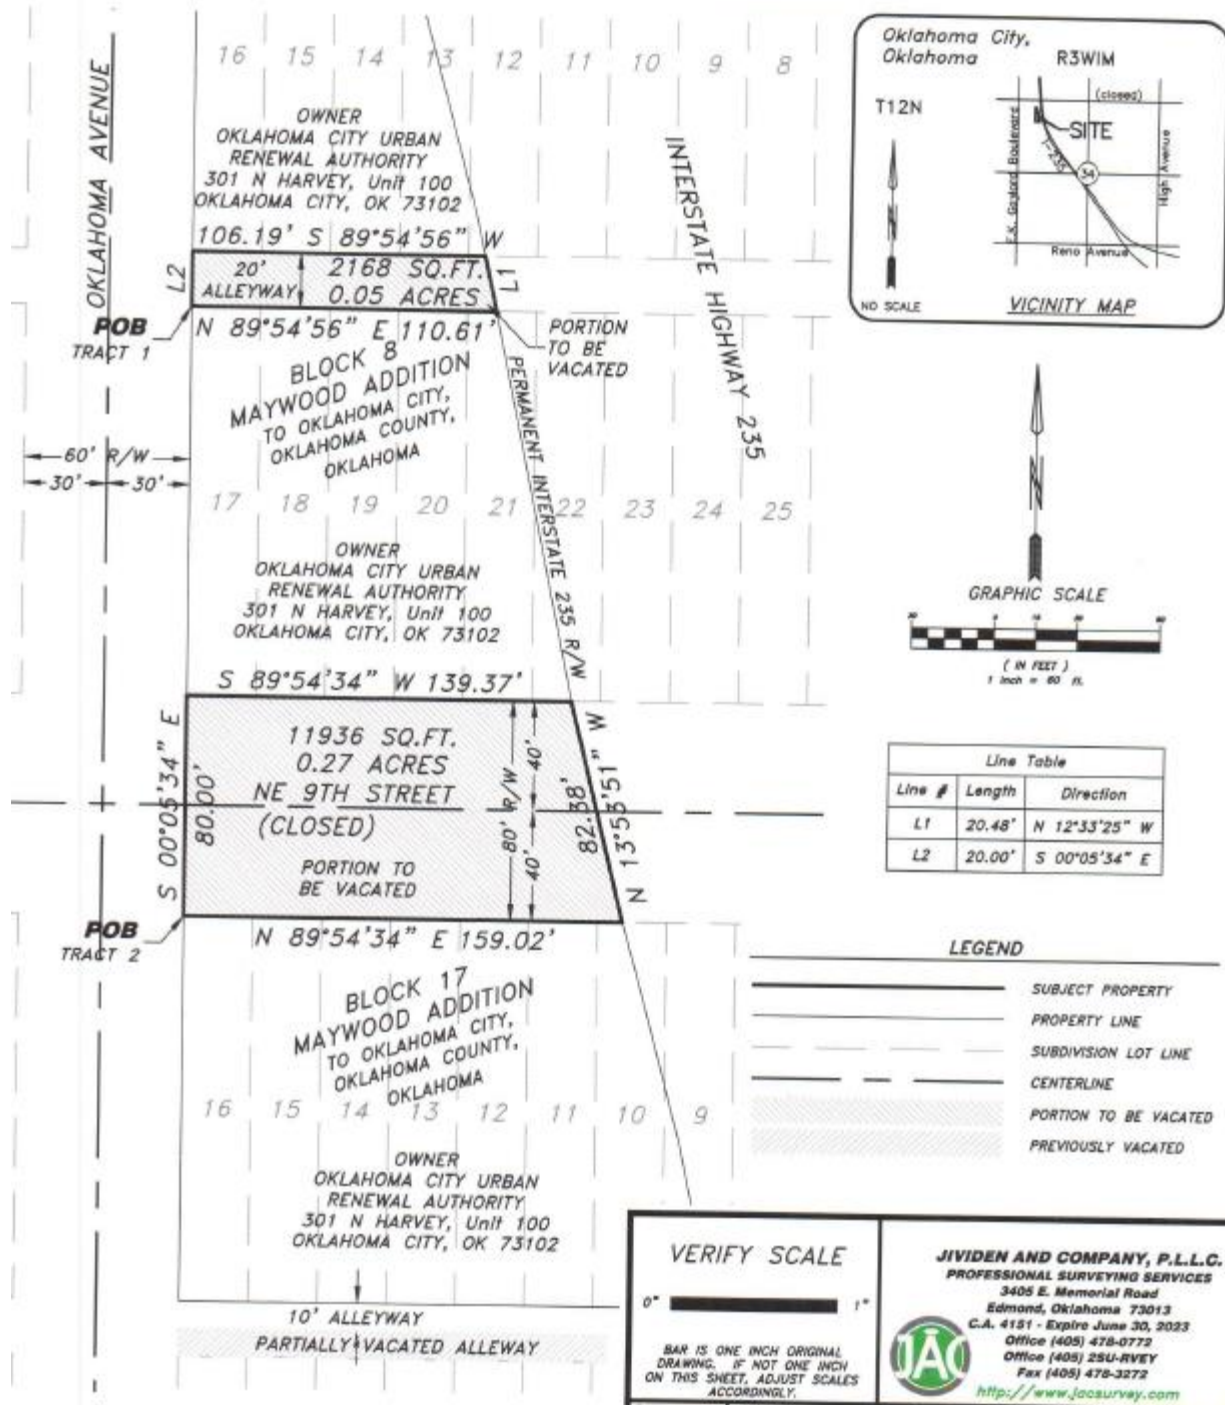 OKLAHOMA AVENUE
16 15 14 13 12 11 10 9 8
OWNER
OKLAHOMA CITY URBAN
RENEWAL AUTHORITY
301 N HARVEY, Unit 100
OKLAHOMA CITY, OK 73102
106.19' S 89°54'56" W
L2
20'
ALLEYWAY
2168 SQ.FT.
0.05 ACRES
L1
POB
TRACT 1
N 89°54'56" E 110.61'
PORTION
TO BE
VACATED
INTERSTATE HIGHWAY 235
BLOCK 8
MAYWOOD ADDITION
TO OKLAHOMA CITY,
OKLAHOMA COUNTY,
OKLAHOMA
PERMANENT INTERSTATE 235 R/W
60' R/W
30' 30'
17 18 19 20 21 22 23 24 25
OWNER
OKLAHOMA CITY URBAN
RENEWAL AUTHORITY
301 N HARVEY, Unit 100
OKLAHOMA CITY, OK 73102
S 89°54'34" W 139.37'
S 00°05'34" E
80.00'
11936 SQ.FT.
0.27 ACRES
NE 9TH STREET
(CLOSED)
PORTION TO
BE VACATED
80' R/W
40'
40'
82.38'
N 13°53'51" W
POB
TRACT 2
N 89°54'34" E 159.02'
BLOCK 17
MAYWOOD ADDITION
TO OKLAHOMA CITY,
OKLAHOMA COUNTY,
OKLAHOMA
16 15 14 13 12 11 10 9
OWNER
OKLAHOMA CITY URBAN
RENEWAL AUTHORITY
301 N HARVEY, Unit 100
OKLAHOMA CITY, OK 73102
10' ALLEYWAY
PARTIALLY VACATED ALLEWAY
Oklahoma City,
Oklahoma
R3WIM
T12N
(closed)
SITE
E.K. Gaylord Boulevard
I-235
34
High Avenue
Reno Avenue
N
NO SCALE
VICINITY MAP
N
GRAPHIC SCALE
( IN FEET )
1 inch = 60 ft.
Line Table
Line # Length Direction
L1 20.48' N 12°33'25" W
L2 20.00' S 00°05'34" E
LEGEND
SUBJECT PROPERTY
PROPERTY LINE
SUBDIVISION LOT LINE
CENTERLINE
PORTION TO BE VACATED
PREVIOUSLY VACATED
VERIFY SCALE
0" 1"
BAR IS ONE INCH ORIGINAL
DRAWING. IF NOT ONE INCH
ON THIS SHEET, ADJUST SCALES
ACCORDINGLY.
JIVIDEN AND COMPANY, P.L.L.C.
PROFESSIONAL SURVEYING SERVICES
3405 E. Memorial Road
Edmond, Oklahoma 73013
C.A. 4151 - Expire June 30, 2023
Office (405) 478-0772
Office (405) 2SU-RVEY
Fax (405) 478-3272
http://www.jacsurvey.com
JAC